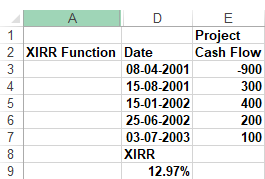 A D E
1 Project
2 XIRR Function Date Cash Flow
3 08-04-2001 -900
4 15-08-2001 300
5 15-01-2002 400
6 25-06-2002 200
7 03-07-2003 100
8 XIRR
9 12.97%